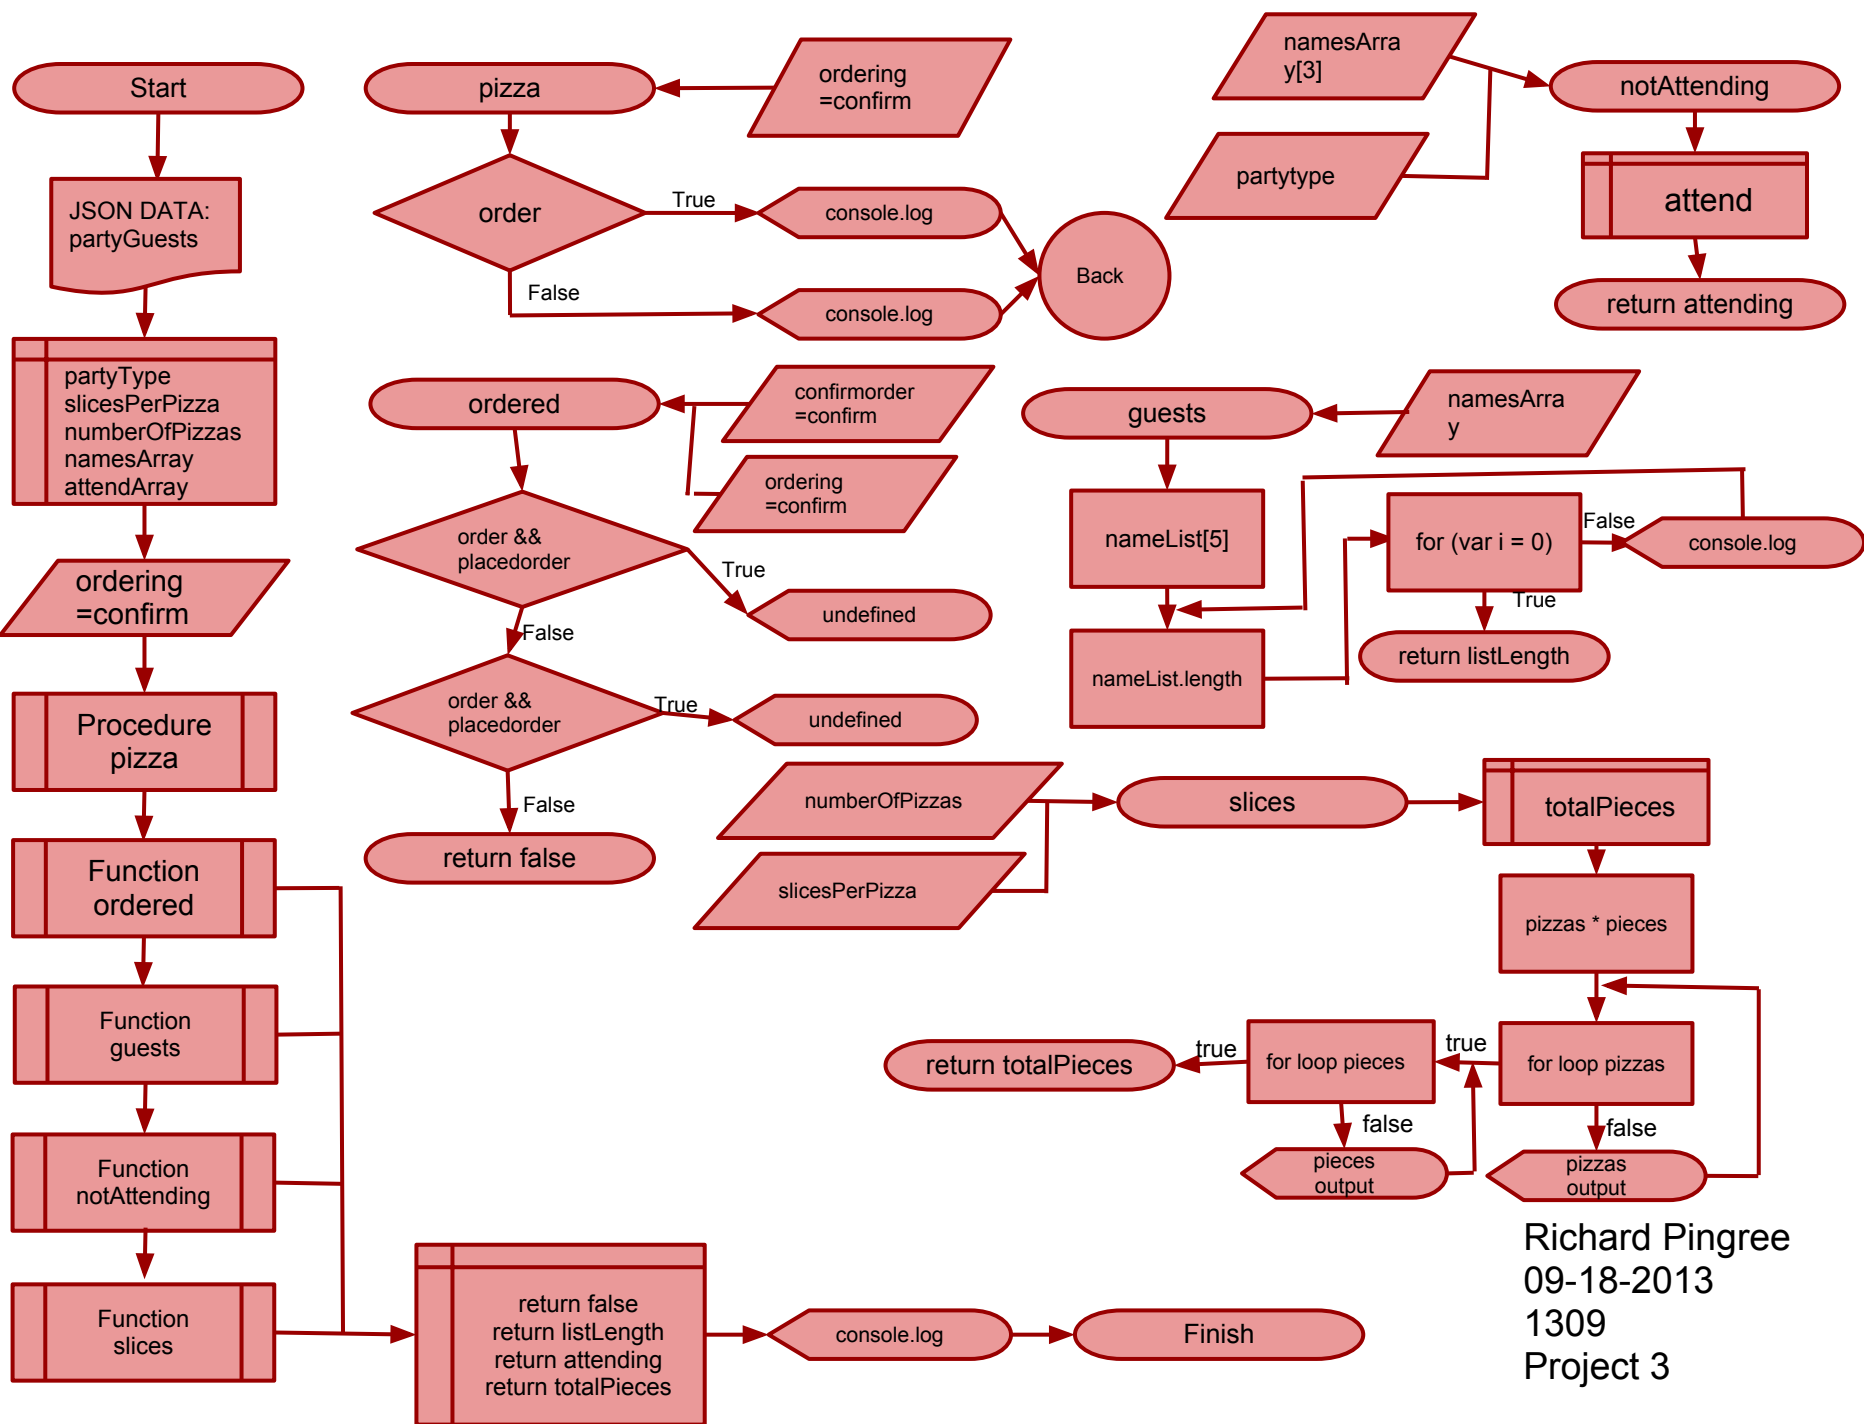 Start
JSON DATA:
partyGuests
partyType
slicesPerPizza
numberOfPizzas
namesArray
attendArray
ordering
=confirm
Procedure
pizza
Function
ordered
Function
guests
Function
notAttending
Function
slices
return false
return listLength
return attending
return totalPieces
console.log
Finish
pizza
ordering
=confirm
order
True
console.log
False
console.log
Back
ordered
confirmorder
=confirm
ordering
=confirm
order &&
placedorder
True
undefined
False
order &&
placedorder
True
undefined
False
return false
namesArra
y[3]
partytype
notAttending
attend
return attending
guests
namesArra
y
nameList[5]
nameList.length
for (var i = 0)
False
console.log
True
return listLength
numberOfPizzas
slicesPerPizza
slices
totalPieces
pizzas * pieces
for loop pizzas
true
false
pizzas
output
for loop pieces
true
false
pieces
output
return totalPieces
Richard Pingree
09-18-2013
1309
Project 3